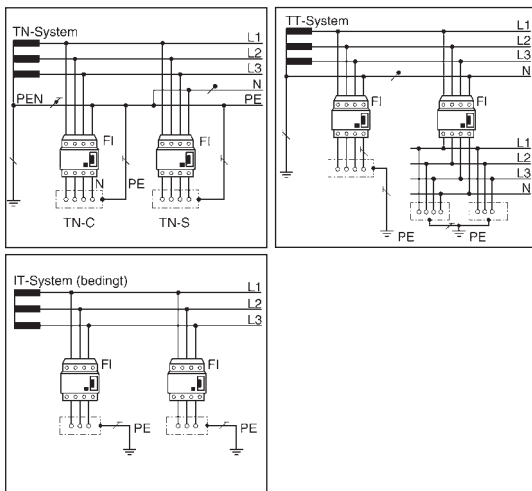 TN-System
L1
L2
L3
N
PEN
PE
FI
FI
N
PE
TN-C
TN-S
TT-System
L1
L2
L3
N
FI
FI
L1
L2
L3
N
PE
PE
IT-System (bedingt)
L1
L2
L3
FI
FI
PE
PE